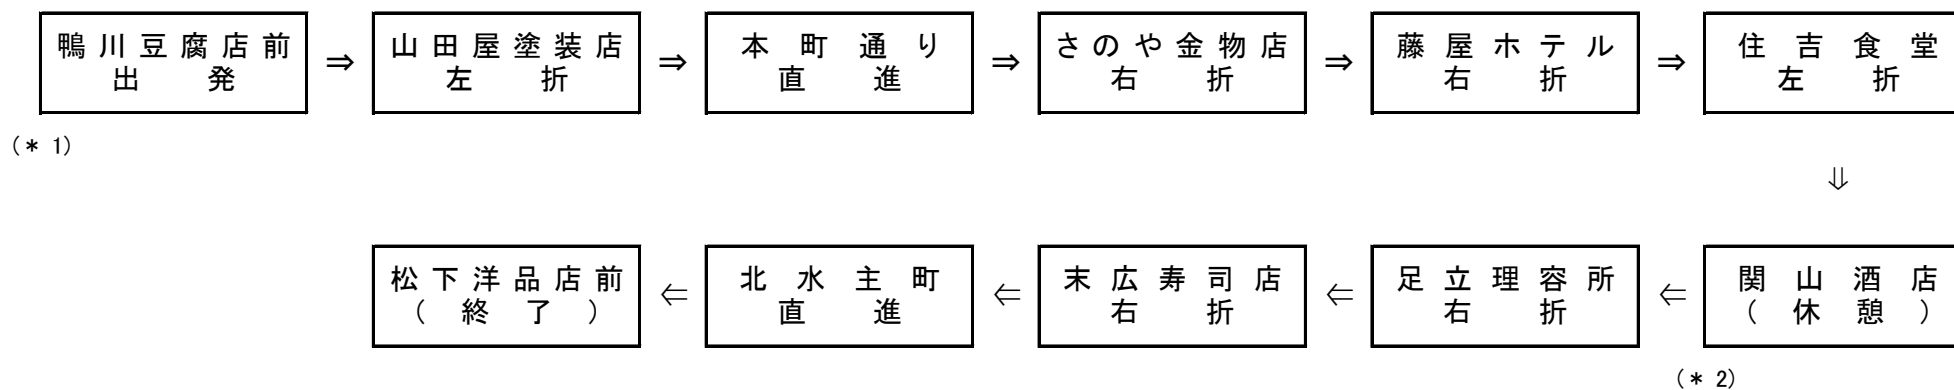 鴨川豆腐店前
出発
⇒
山田屋塗装店
左折
⇒
本町通り
直進
⇒
さのや金物店
右折
⇒
藤屋ホテル
右折
⇒
住吉食堂
左折
(* 1)
⇓
関山酒店
(休憩)
⇐
足立理容所
右折
⇐
末広寿司店
右折
⇐
北水主町
直進
⇐
松下洋品店前
(終了)
(* 2)